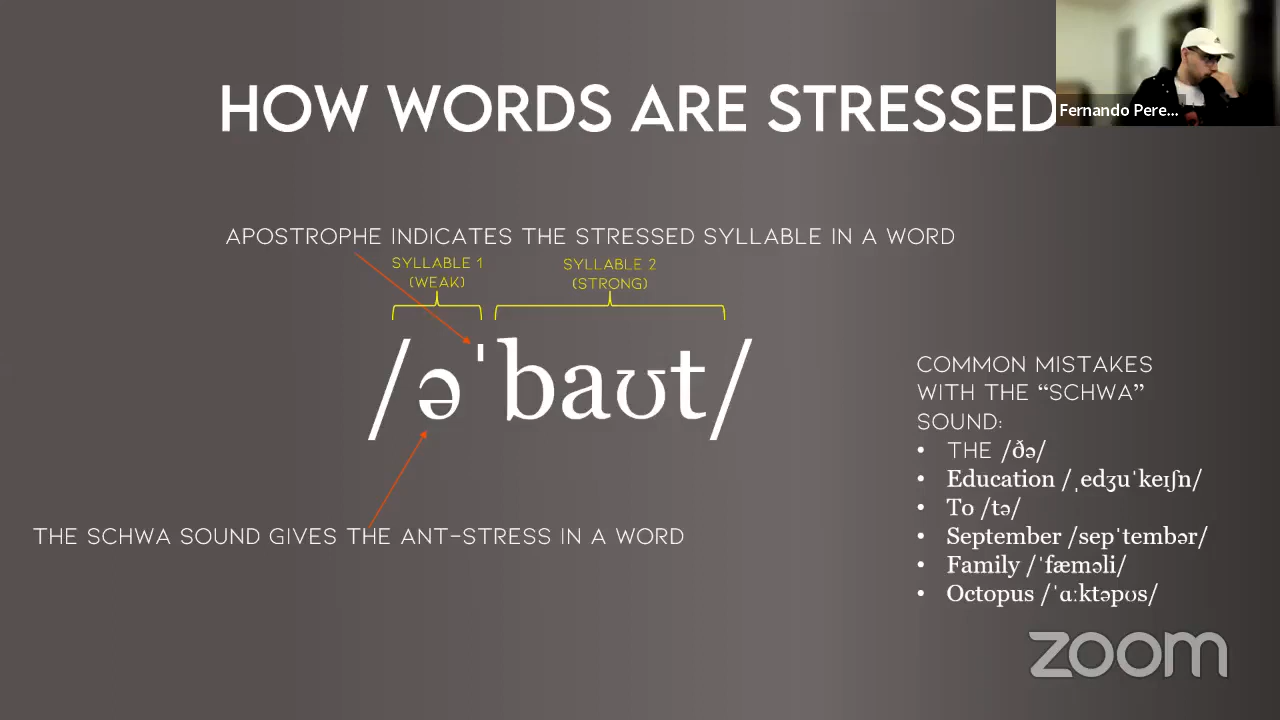 HOW WORDS ARE STRESSED
Fernando Pere...
APOSTROPHE INDICATES THE STRESSED SYLLABLE IN A WORD
SYLLABLE 1
(WEAK)
SYLLABLE 2
(STRONG)
/əˈbaʊt/
COMMON MISTAKES
WITH THE “SCHWA”
SOUND:
• THE /ðə/
• Education /ˌedʒuˈkeɪʃn/
• To /tə/
• September /sepˈtembər/
• Family /ˈfæməli/
• Octopus /ˈɑːktəpʊs/
THE SCHWA SOUND GIVES THE ANT-STRESS IN A WORD
zoom